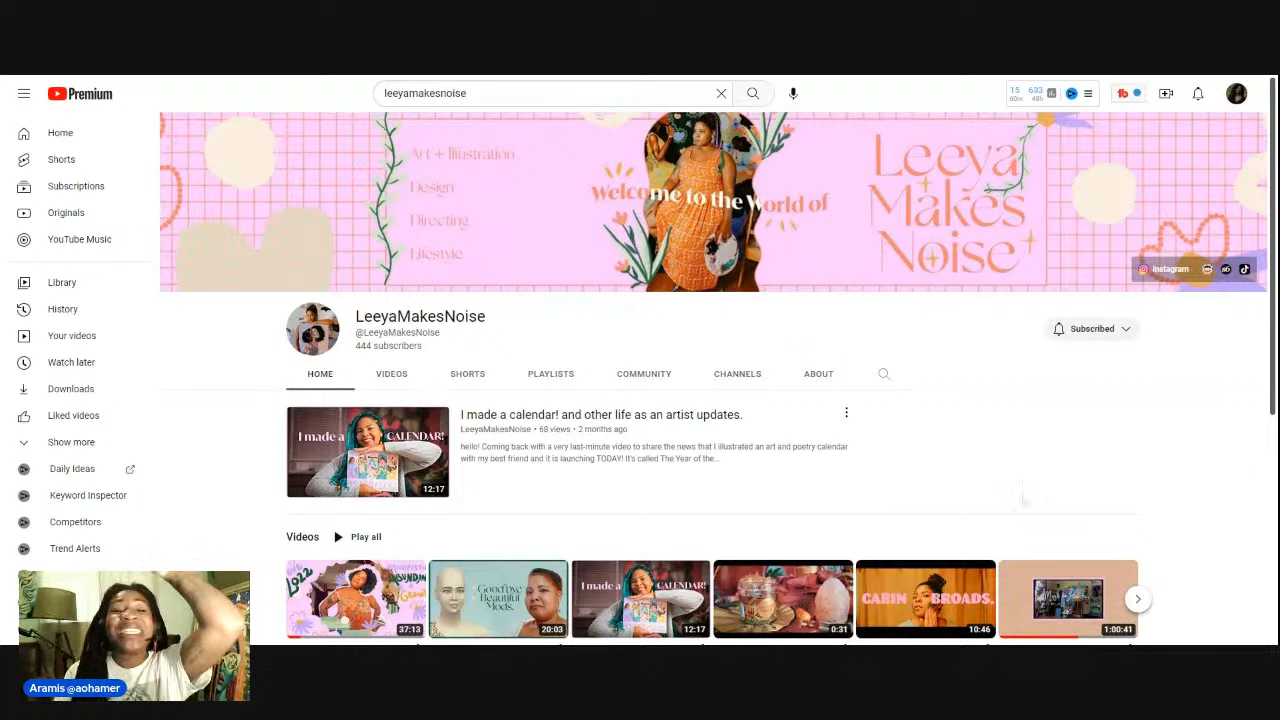 Premium
leeyamakesnoise
15 633
60m 48h
tb
Home
Shorts
Subscriptions
Originals
YouTube Music
Library
History
Your videos
Watch later
Downloads
Liked videos
Show more
Daily Ideas
Keyword Inspector
Competitors
Trend Alerts
Art + Illustration
Design
Directing
Lifestyle
Welcome to the World of
Leeya
Makes
Noise
Instagram
LeeyaMakesNoise
@LeeyaMakesNoise
444 subscribers
Subscribed
HOME VIDEOS SHORTS PLAYLISTS COMMUNITY CHANNELS ABOUT
I made a CALENDAR!
12:17
I made a calendar! and other life as an artist updates.
LeeyaMakesNoise • 68 views • 2 months ago
hello! Coming back with a very last-minute video to share the news that I illustrated an art and poetry calendar
with my best friend and it is launching TODAY! It's called The Year of the...
Videos Play all
2022
37:13
Goodbye
Beautiful
Mods.
20:03
I made a CALENDAR!
12:17
0:31
CABIN BROADS.
10:46
1:00:41
Aramis @aohamer